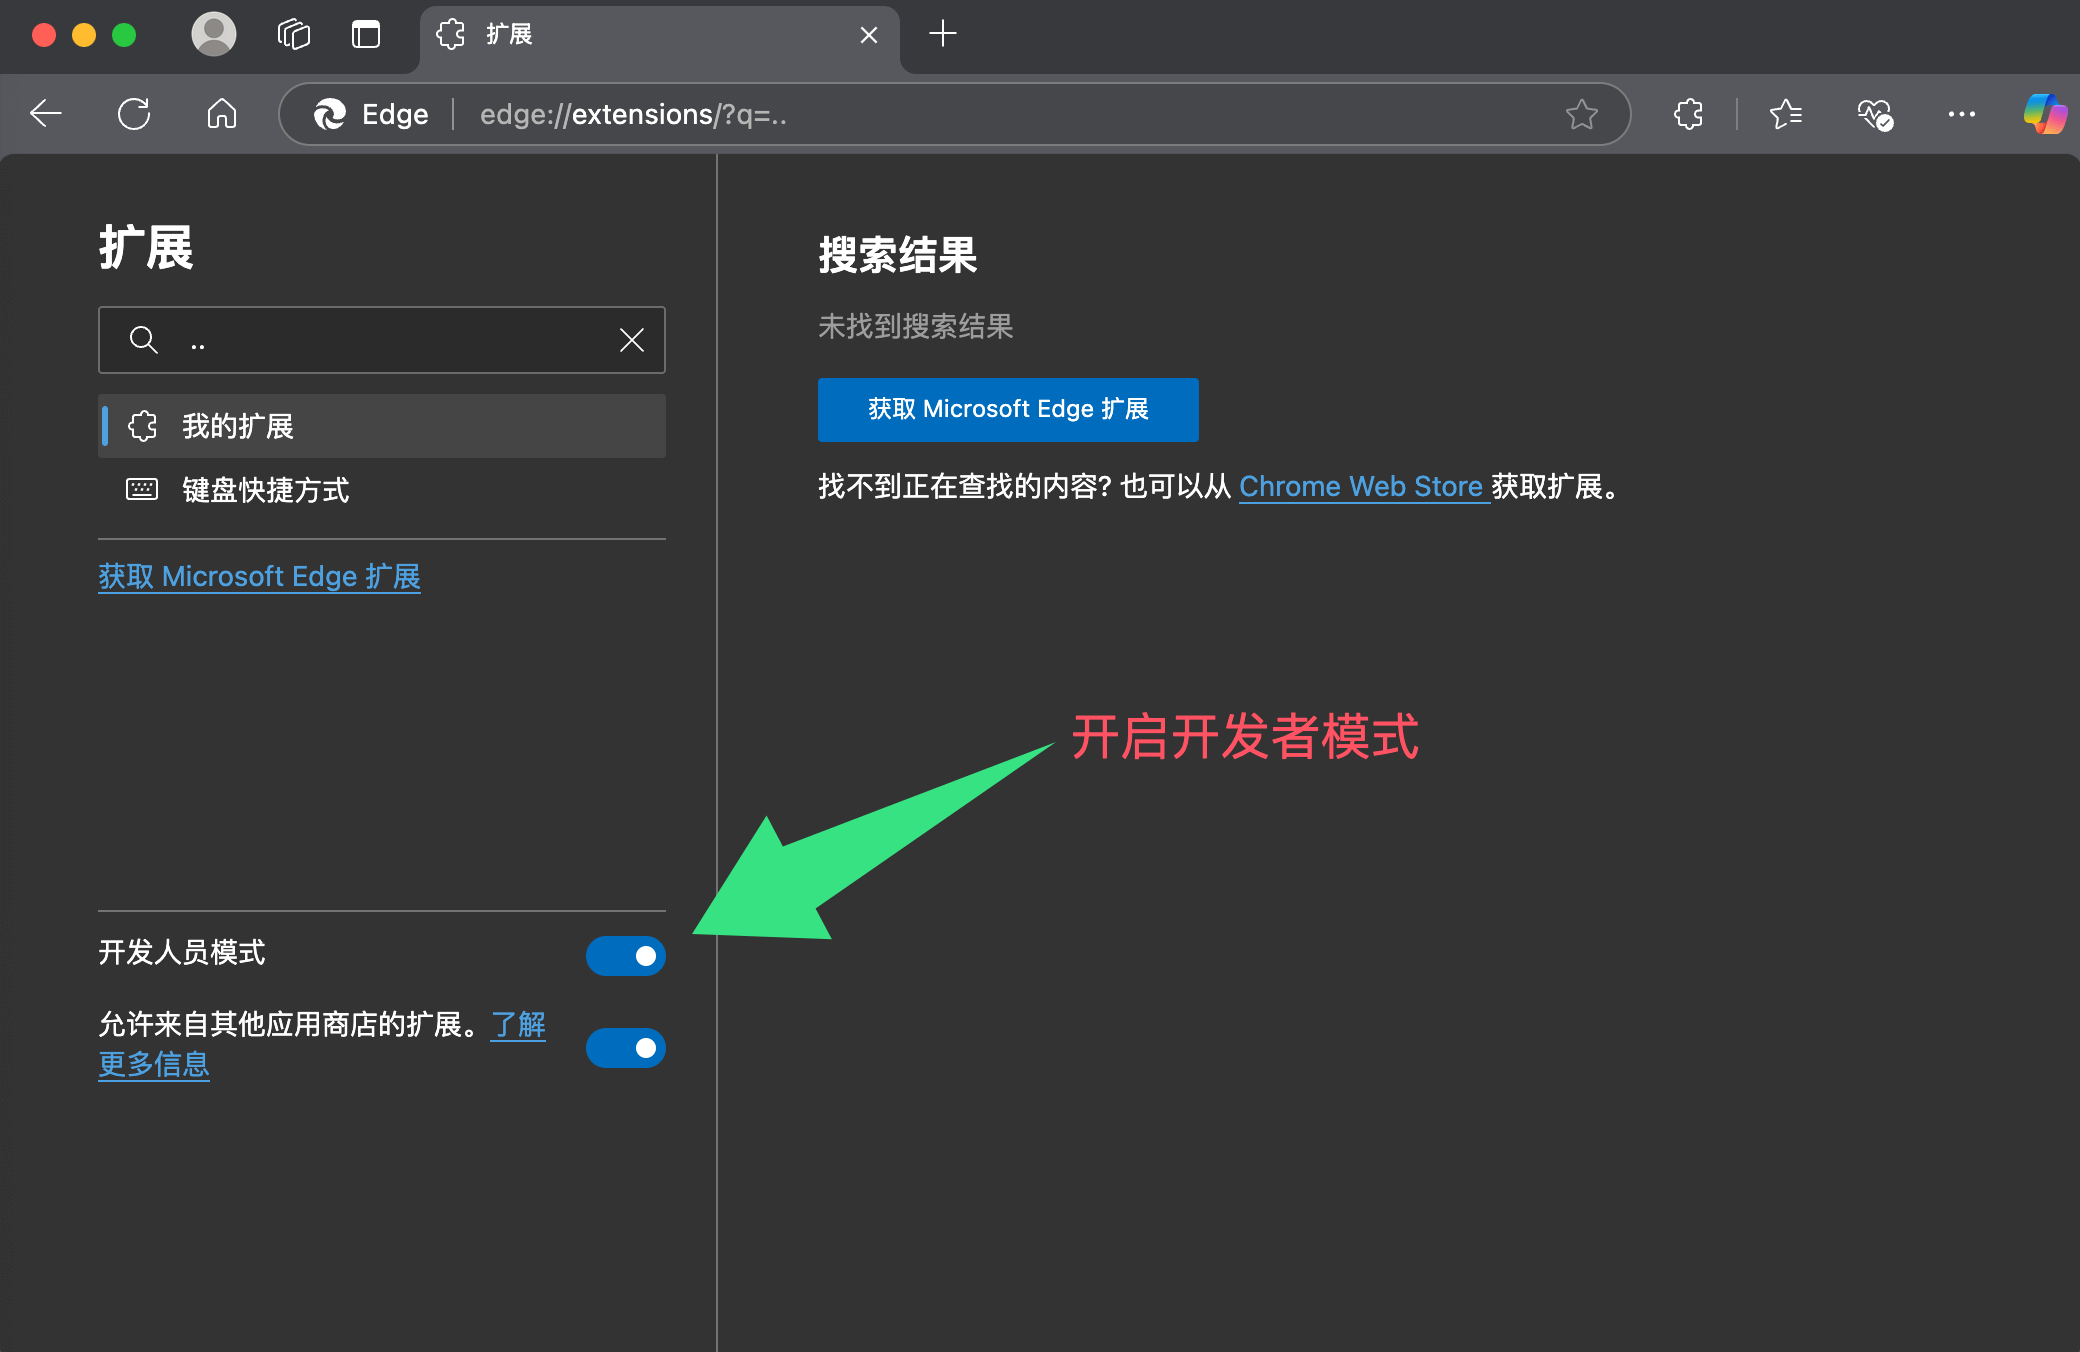 扩展
Edge
edge://extensions/?q=..
扩展
..
我的扩展
键盘快捷方式
获取 Microsoft Edge 扩展
搜索结果
未找到搜索结果
获取 Microsoft Edge 扩展
找不到正在查找的内容? 也可以从 Chrome Web Store 获取扩展。
开启开发者模式
开发人员模式
允许来自其他应用商店的扩展。了解
更多信息